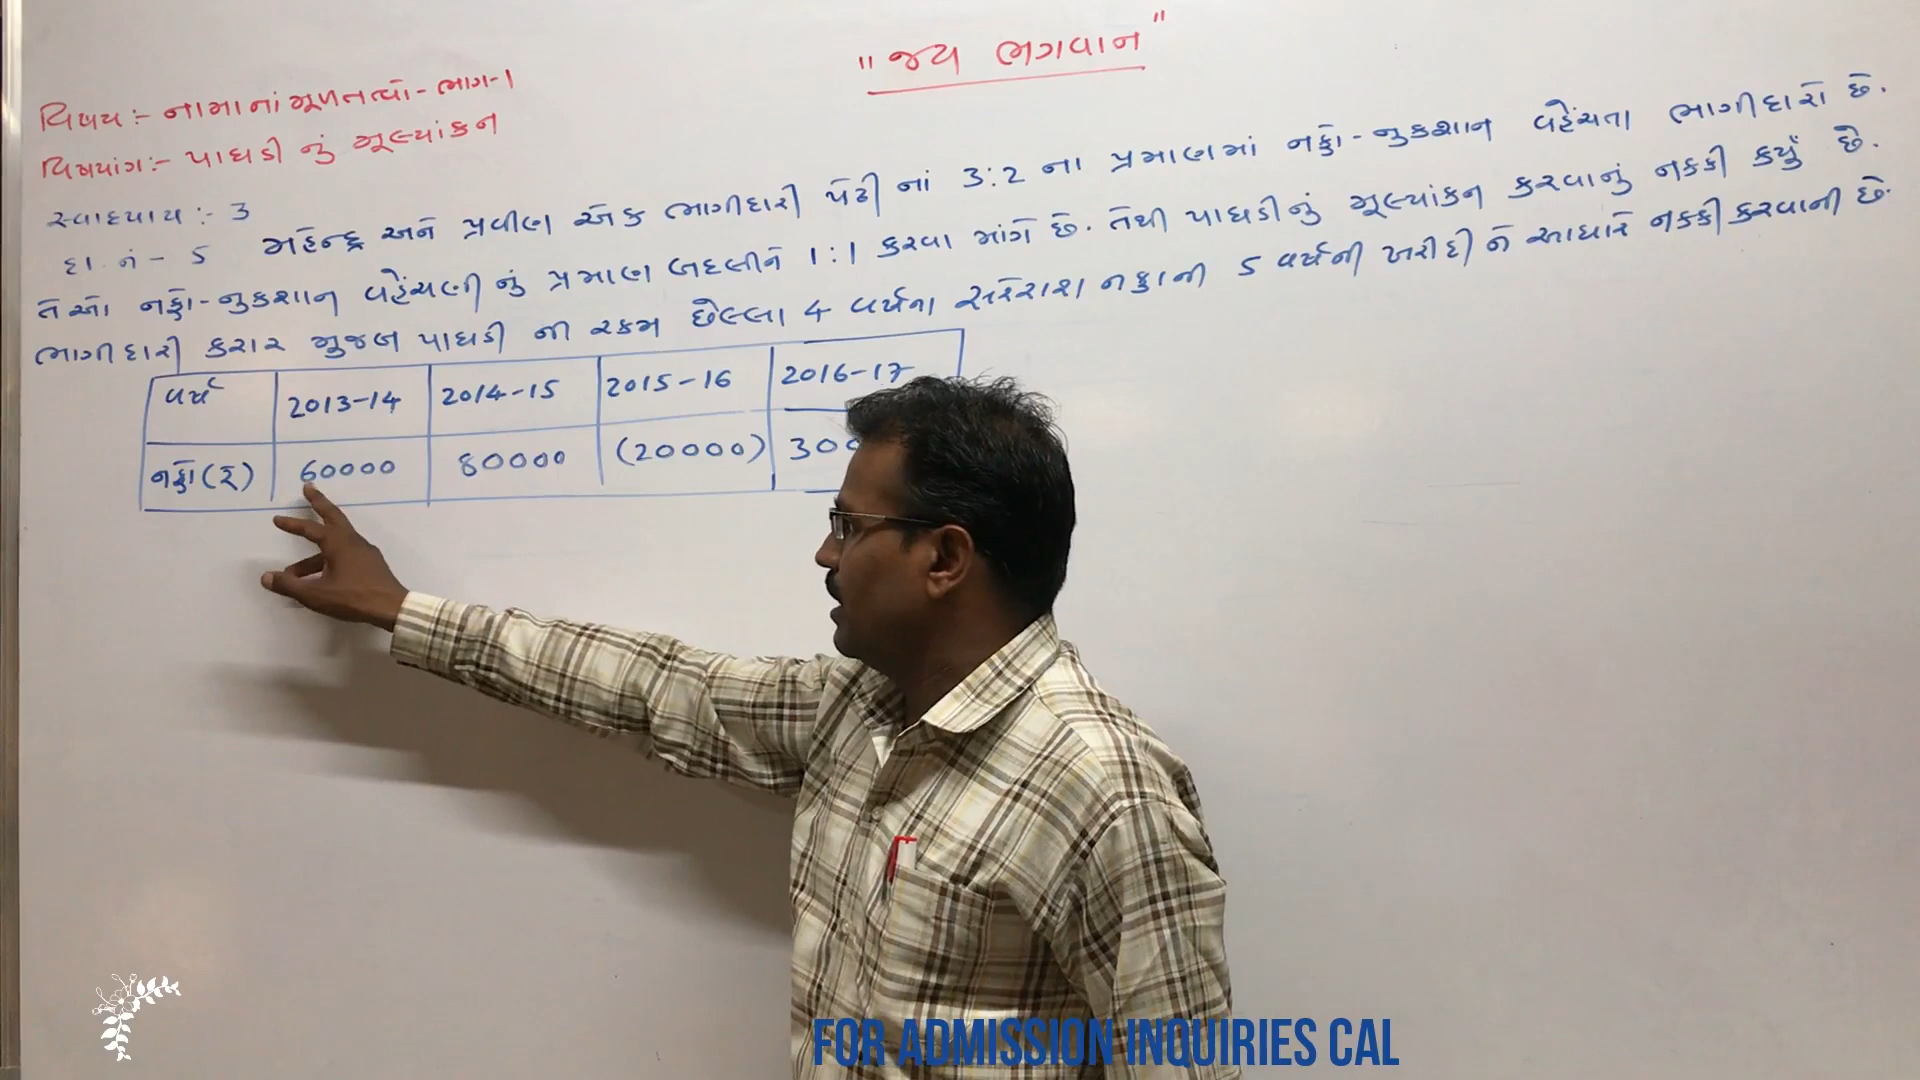 "જય ભગવાન"
વિષય :- નામાનાં મૂળતત્વો - ભાગ-1
વિષયાંગ :- પાઘડી નું મૂલ્યાંકન
સ્વાધ્યાય :- 3
દા. નં - 5 મહેન્દ્ર અને પ્રવીણ એક ભાગીદારી પેઢી નાં 3:2 ના પ્રમાણમાં નફા-નુકશાન વહેંચતા ભાગીદારો છે.
તેઓ નફા-નુકશાન વહેંચણી નું પ્રમાણ બદલીને 1:1 કરવા માંગે છે. તેથી પાઘડીનું મૂલ્યાંકન કરવાનું નકકી કર્યું છે.
ભાગીદારી કરાર મુજબ પાઘડી ની રકમ છેલ્લા 4 વર્ષના સરેરાશ નફાની 5 વર્ષની ખરીદી ને આધારે નકકી કરવાની છે.
વર્ષ 2013-14 2014-15 2015-16 2016-17
નફો (₹) 60000 80000 (20000) 300
FOR ADMISSION INQUIRIES CAL